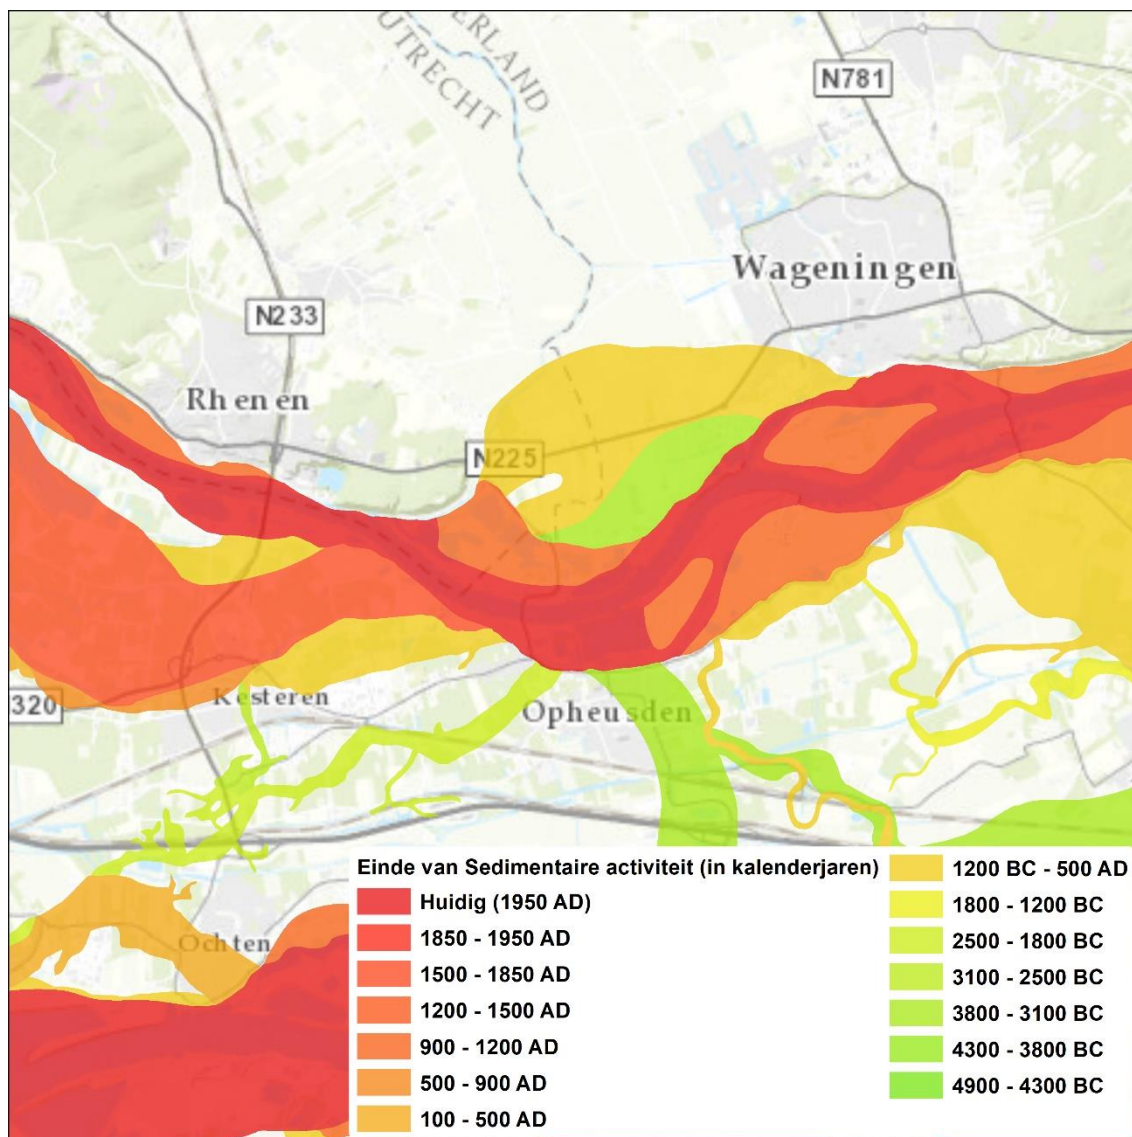 ERLAND
UTRECHT
N781
Wageningen
N233
Rhenen
N225
320
Kesteren
Opheusden
Ochten
Einde van Sedimentaire activiteit (in kalenderjaren)
Huidig (1950 AD)
1850 - 1950 AD
1500 - 1850 AD
1200 - 1500 AD
900 - 1200 AD
500 - 900 AD
100 - 500 AD
1200 BC - 500 AD
1800 - 1200 BC
2500 - 1800 BC
3100 - 2500 BC
3800 - 3100 BC
4300 - 3800 BC
4900 - 4300 BC